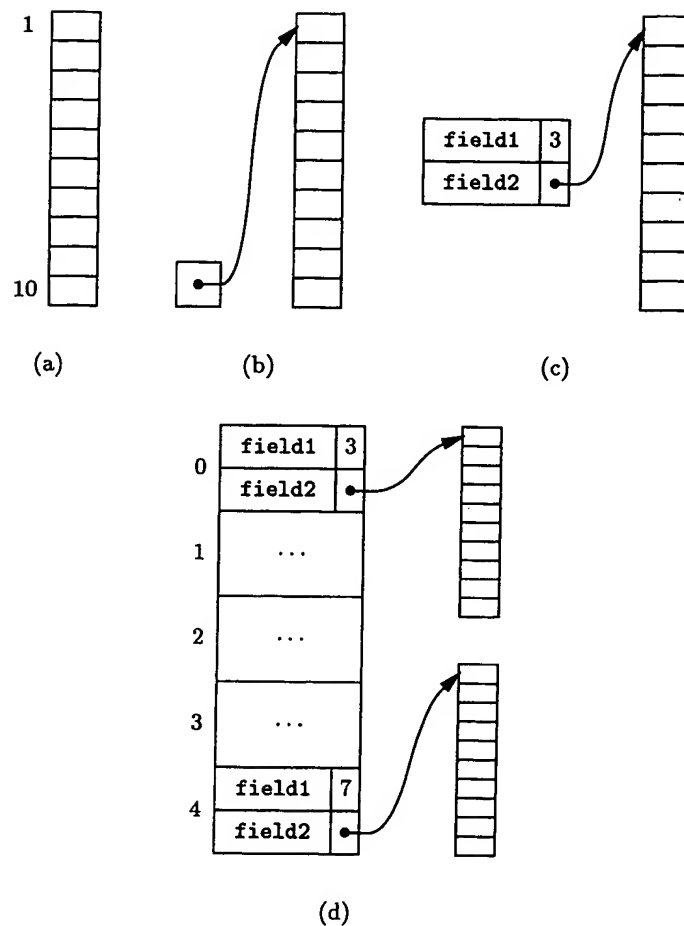 1
10
(a)
(b)
field1 3
field2
(c)
0
field1 3
field2
1
...
2
...
3
...
4
field1 7
field2
(d)